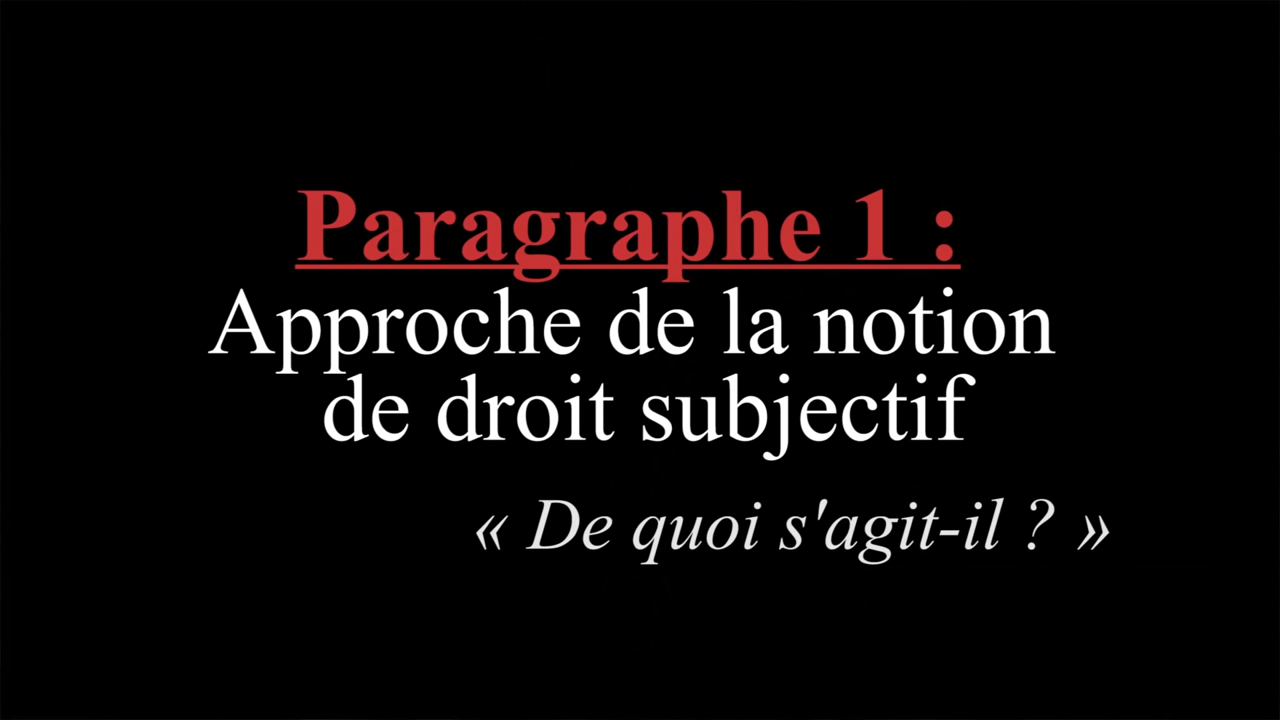 Paragraphe 1 :
Approche de la notion
de droit subjectif
« De quoi s'agit-il ? »